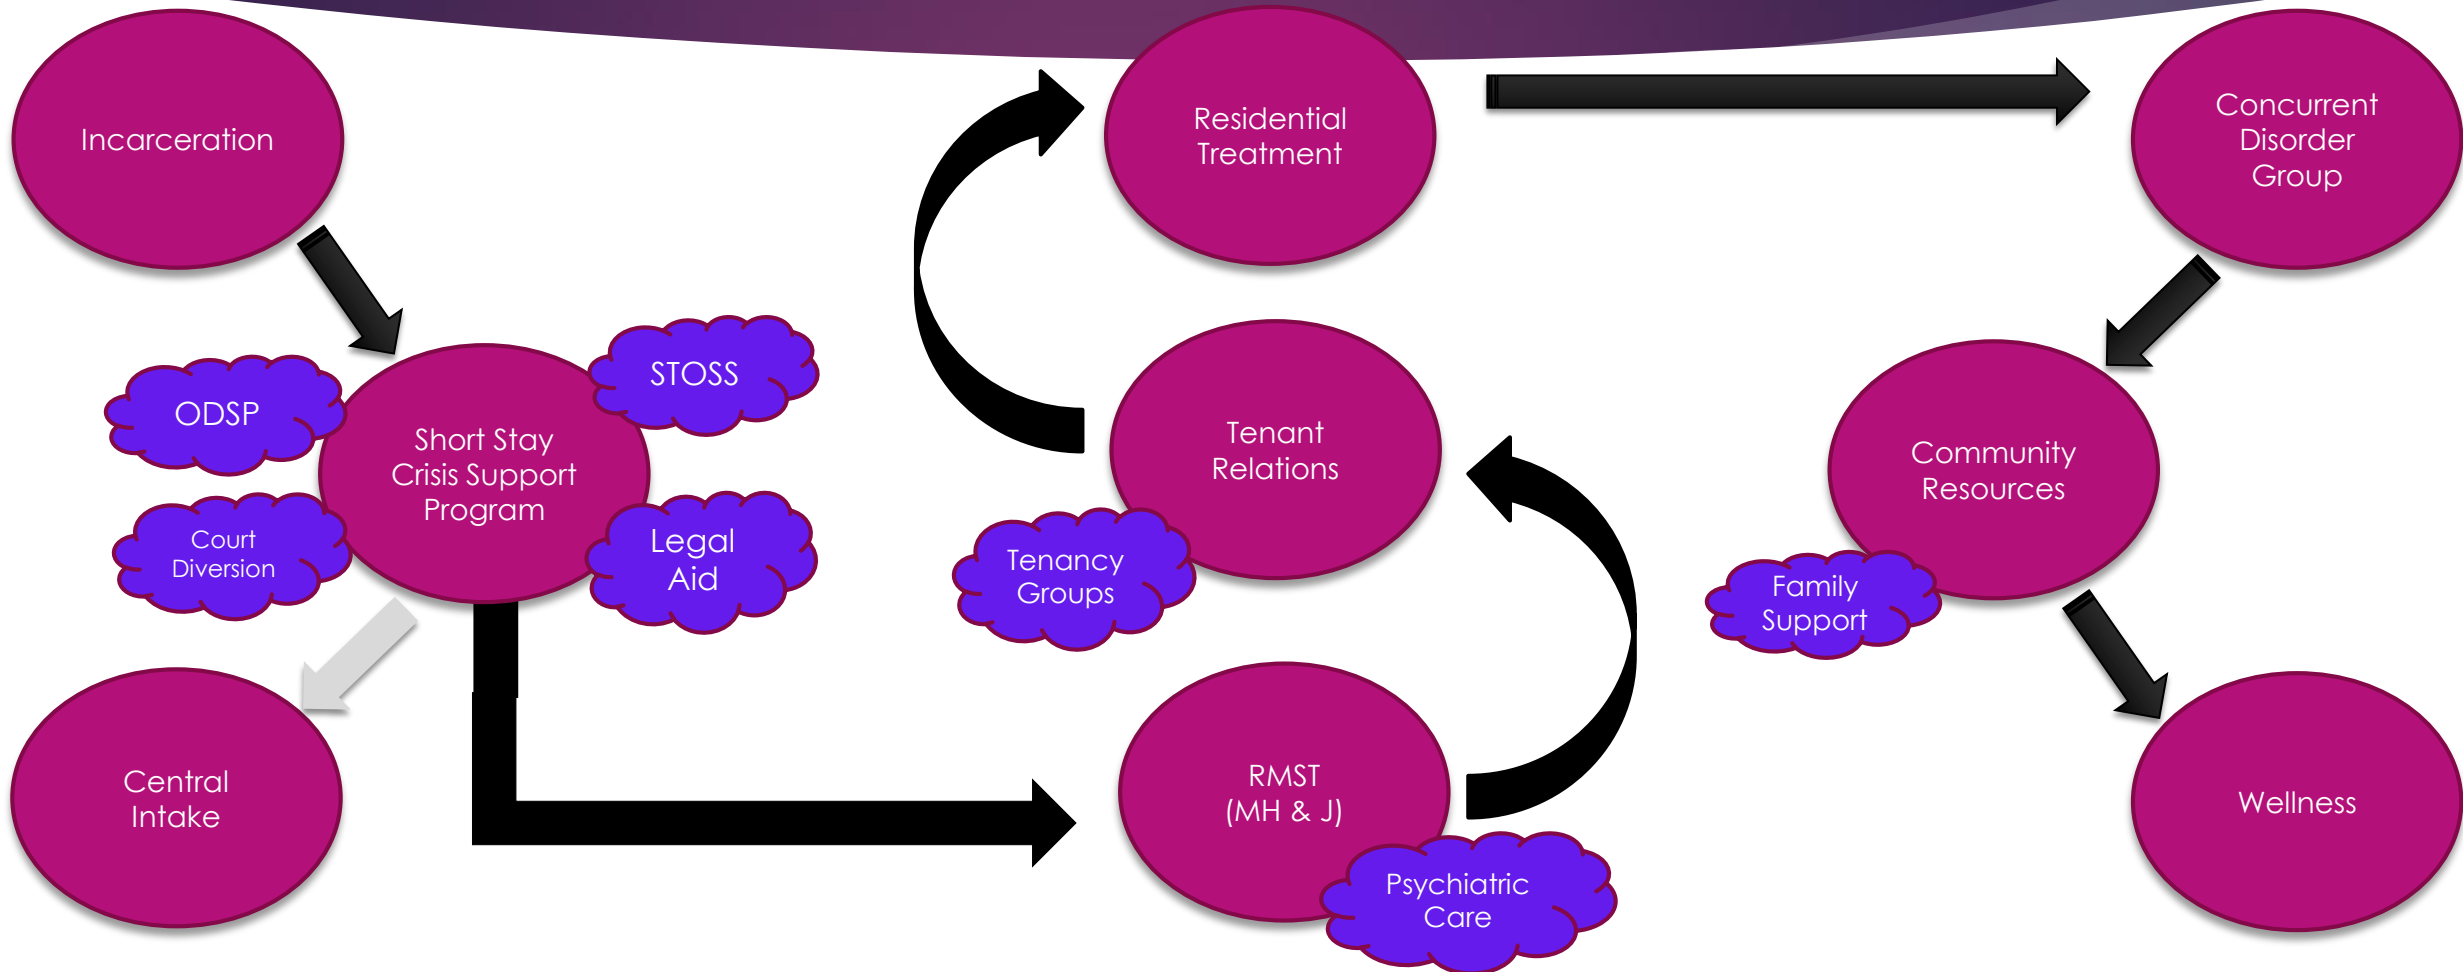 Incarceration
Residential
Treatment
Concurrent
Disorder
Group
STOSS
ODSP
Short Stay
Crisis Support
Program
Court
Diversion
Legal
Aid
Tenant
Relations
Tenancy
Groups
Community
Resources
Family
Support
Central
Intake
RMST
(MH & J)
Psychiatric
Care
Wellness